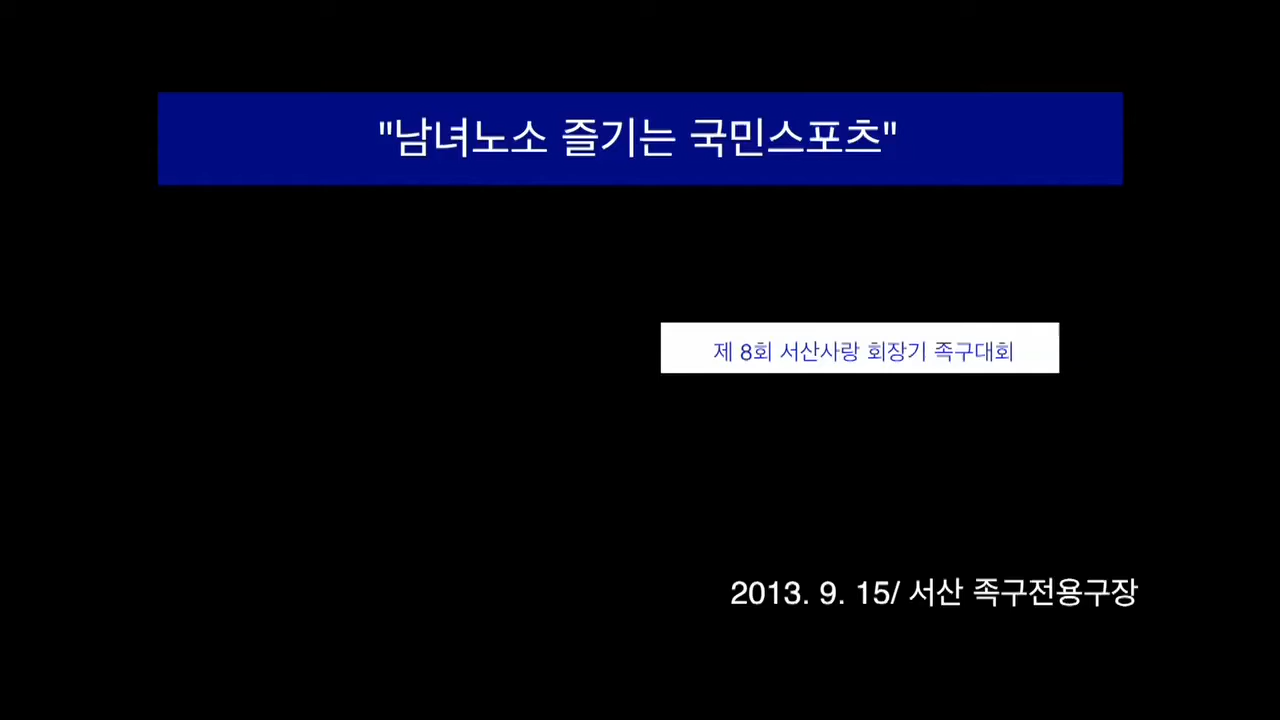 "남녀노소 즐기는 국민스포츠"
제 8회 서산사랑 회장기 족구대회
2013. 9. 15/ 서산 족구전용구장